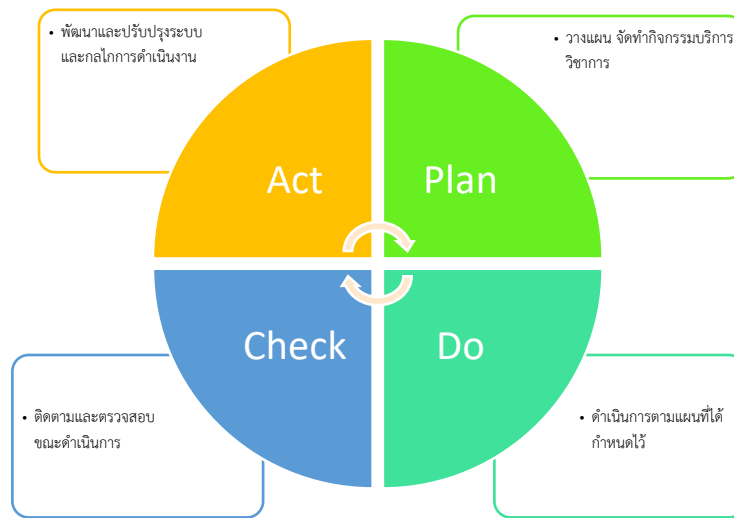 • พัฒนาและปรับปรุงระบบ
และกลไกการดำเนินงาน
• วางแผน จัดทำกิจกรรมบริการ
วิชาการ
Act
Plan
Check
Do
• ติดตามและตรวจสอบ
ขณะดำเนินการ
• ดำเนินการตามแผนที่ได้
กำหนดไว้